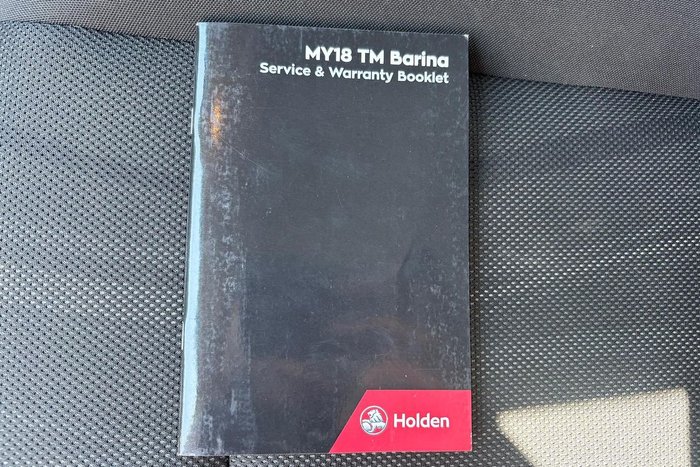 MY18 TM Barina
Service & Warranty Booklet
Holden